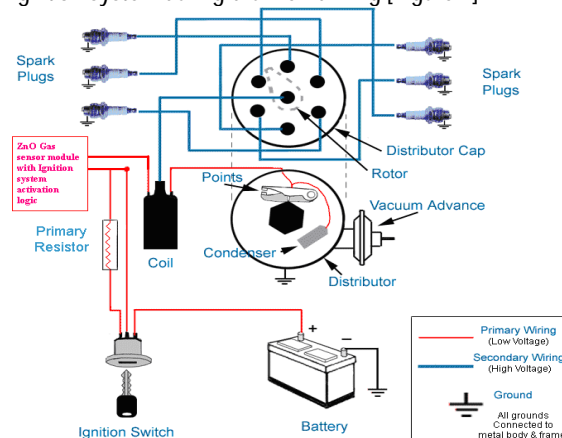 Spark
Plugs
Spark
Plugs
ZnO Gas
sensor module
with Ignition
system
activation
logic
Distributor Cap
Rotor
Points
Vacuum Advance
Primary
Resistor
Coil
Condenser
Distributor
+
−
Primary Wiring
(Low Voltage)
Secondary Wiring
(High Voltage)
Ground
All grounds
Connected to
metal body & frame
Ignition Switch
Battery